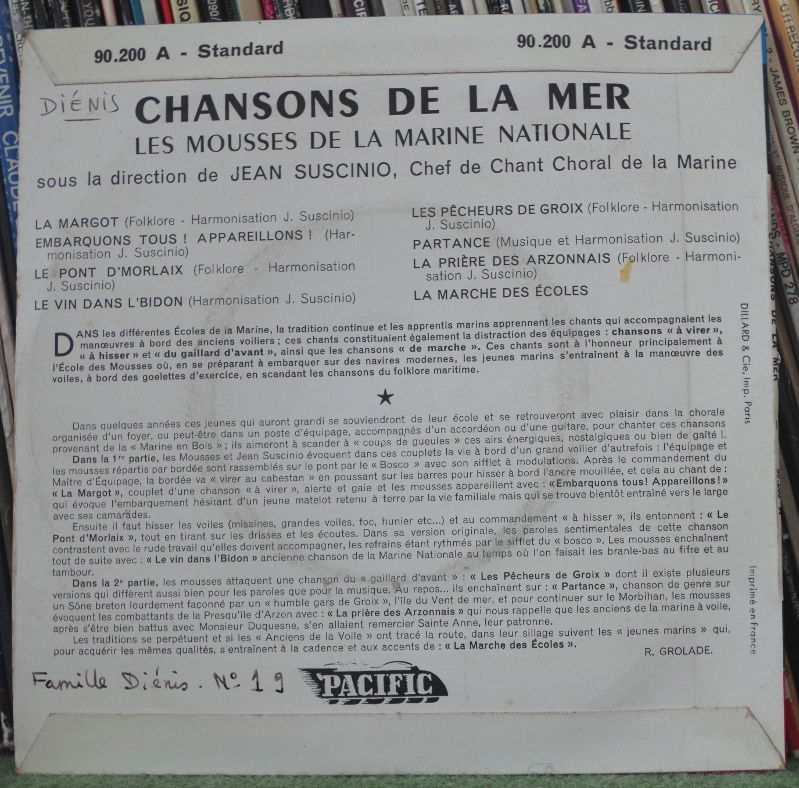 90.200 A - Standard
90.200 A - Standard
DIÉNIS
CHANSONS DE LA MER
LES MOUSSES DE LA MARINE NATIONALE
sous la direction de JEAN SUSCINIO, Chef de Chant Choral de la Marine
LA MARGOT (Folklore - Harmonisation J. Suscinio)
EMBARQUONS TOUS ! APPAREILLONS ! (Har-
monisation J. Suscinio)
LE PONT D'MORLAIX (Folklore - Harmonisation
J. Suscinio)
LE VIN DANS L'BIDON (Harmonisation J. Suscinio)
LES PÊCHEURS DE GROIX (Folklore - Harmonisation
J. Suscinio)
PARTANCE (Musique et Harmonisation J. Suscinio)
LA PRIÈRE DES ARZONNAIS (Folklore - Harmoni-
sation J. Suscinio)
LA MARCHE DES ÉCOLES
DANS les différentes Écoles de la Marine, la tradition continue et les apprentis marins apprennent les chants qui accompagnaient les
manœuvres à bord des anciens voiliers ; ces chants constituaient également la distraction des équipages : chansons « à virer »,
« à hisser » et « du gaillard d'avant », ainsi que les chansons « de marche ». Ces chants sont à l'honneur principalement à
l'École des Mousses où, en se préparant à embarquer sur des navires modernes, les jeunes marins s'entraînent à la manœuvre des
voiles, à bord des goelettes d'exercice, en scandant les chansons du folklore maritime.
Dans quelques années ces jeunes qui auront grandi se souviendront de leur école et se retrouveront avec plaisir dans la chorale
organisée d'un foyer, ou peut-être dans un poste d'équipage, accompagnés d'un accordéon ou d'une guitare, pour chanter ces chansons
provenant de la « Marine en Bois » ; ils aimeront à scander à « coups de gueules » ces airs énergiques, nostalgiques ou bien de gaîté !.
Dans la 1re partie, les Mousses et Jean Suscinio évoquent dans ces couplets la vie à bord d'un grand voilier d'autrefois : l'équipage et
les mousses répartis par bordée sont rassemblés sur le pont par le « Bosco » avec son sifflet à modulations. Après le commandement du
Maître d'Équipage, la bordée va « virer au cabestan » en poussant sur les barres pour hisser à bord l'ancre mouillée, et cela au chant de :
« La Margot », couplet d'une chanson « à virer », alerte et gaie et les mousses appareillent avec : « Embarquons tous! Appareillons! »
qui évoque l'embarquement hésirant d'un jeune matelot retenu à terre par la vie familiale mais qui se trouve bientôt entraîné vers le large
avec ses camarades.
Ensuite il faut hisser les voiles (misaines, grandes voiles, foc, hunier etc...) et au commandement « à hisser », ils entonnent : « Le
Pont d'Morlaix », tout en tirant sur les drisses et les écoutes. Dans sa version originale, les paroles sentimentales de cette chanson
contrastent avec le rude travail qu'elles doivent accompagner, les refrains étant rythmés par le sifflet du « bosco ». Les mousses enchaînent
tout de suite avec : « Le vin dans l'Bidon » ancienne chanson de la Marine Nationale au temps où l'on faisait les branle-bas au fifre et au
tambour.
Dans la 2e partie, les mousses attaquent une chanson du « gaillard d'avant » : « Les Pêcheurs de Groix » dont il existe plusieurs
versions qui diffèrent aussi bien pour les paroles que pour la musique. Au repos... ils enchaînent sur : « Partance », chanson de genre sur
un Sône breton lourdement façonné par un « humble gars de Groix », l'île du Vent de mer, et pour continuer sur le Morbihan, les mousses
évoquent les combattants de la Presqu'île d'Arzon avec : « La prière des Arzonnais » qui nous rappelle que les anciens de la marine à voile,
après s'être bien battus avec Monsieur Duquesne, s'en allaient remercier Sainte Anne, leur patronne.
Les traditions se perpétuent et si les « Anciens de la Voile » ont tracé la route, dans leur sillage suivent les « jeunes marins » qui,
pour acquérir les mêmes qualités, s'entraînent à la cadence et aux accents de : « La Marche des Écoles ».
R. GROLADE.
Famille Diénis. No 19
PACIFIC
DILLARD & Cie, Imp. Paris
Imprimé en France
JAMES BROWN
MPD 278